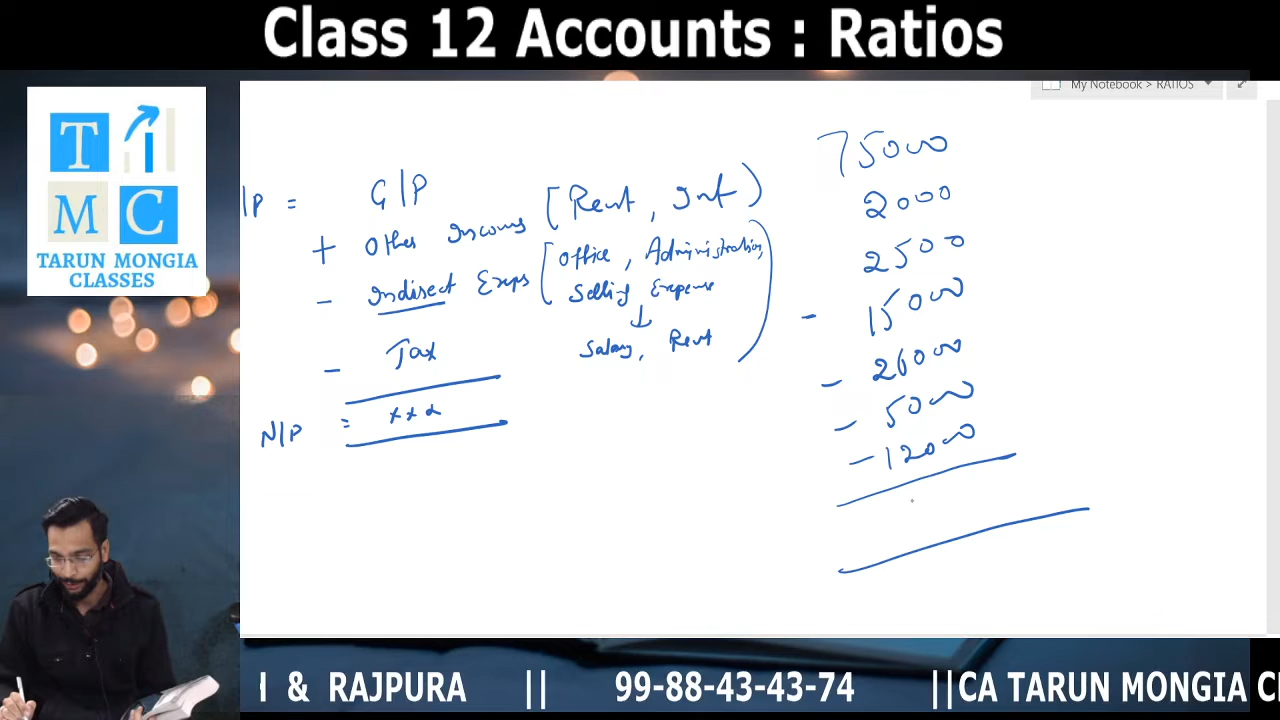 Class 12 Accounts : Ratios
My Notebook > RATIOS
T I
M C
TARUN MONGIA
CLASSES
/P = G/P
+ Other Incomes [Rent, Int)
- Indirect Exps [Office, Administration,
Selling Expense
↓
Salary, Rent
- Tax
N/P = xxx
75000
2000
2500
- 15000
- 26000
- 5000
- 12000
I & RAJPURA || 99-88-43-43-74 ||CA TARUN MONGIA C